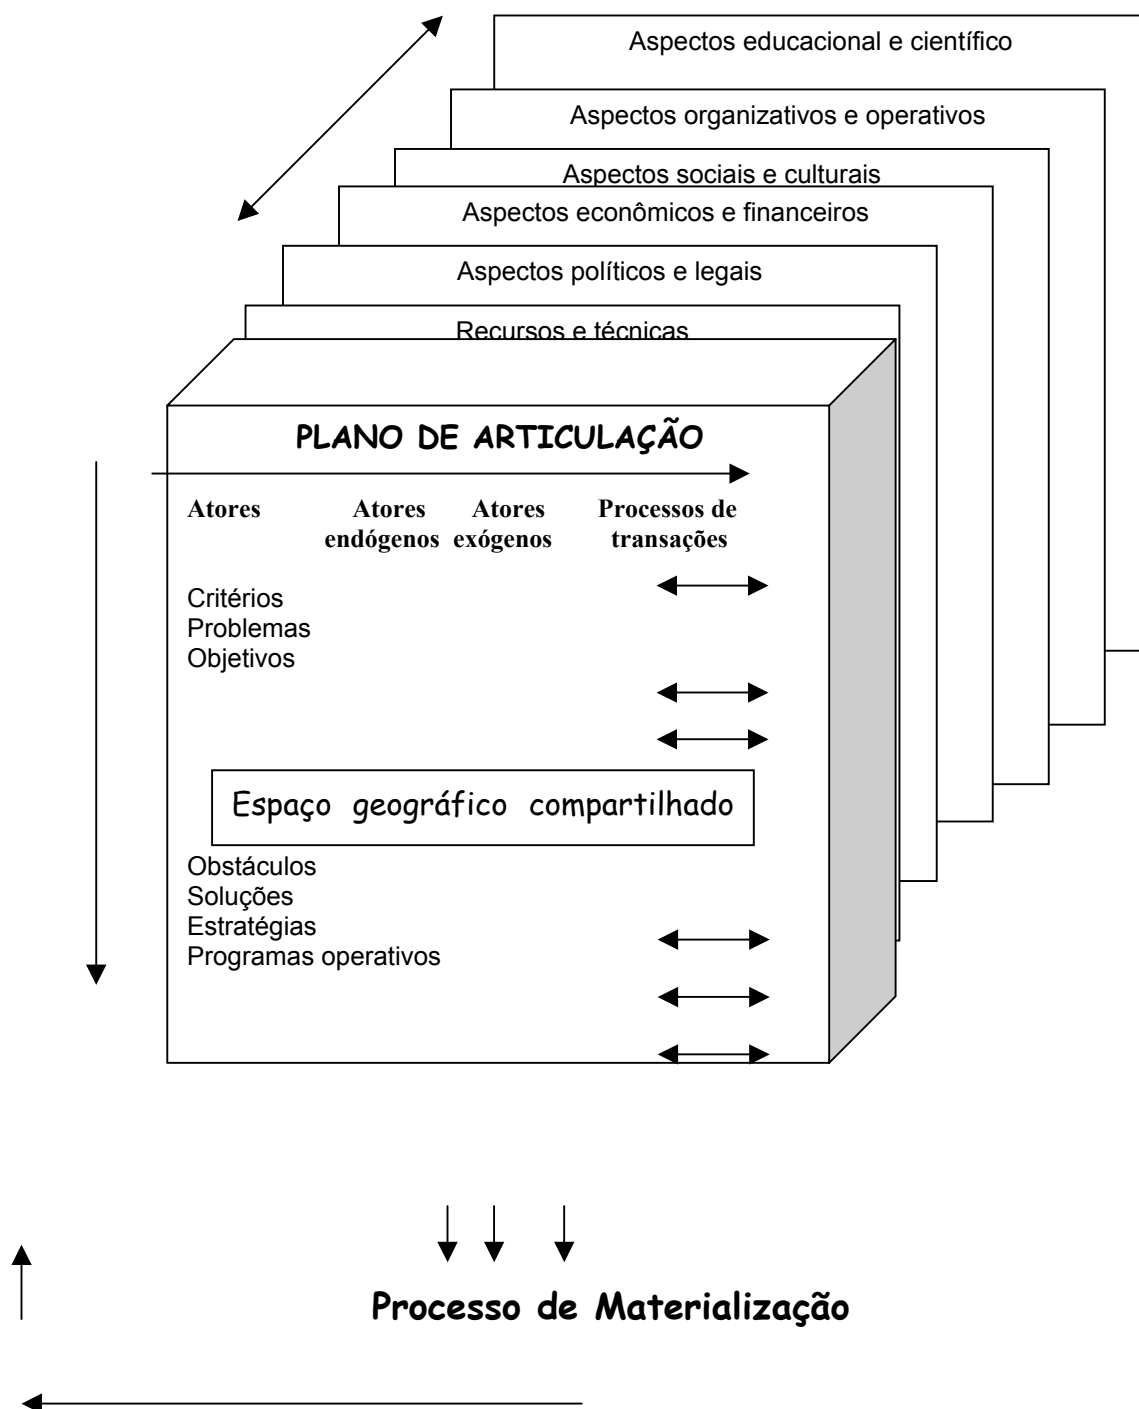 Aspectos educacional e científico
Aspectos organizativos e operativos
Aspectos sociais e culturais
Aspectos econômicos e financeiros
Aspectos políticos e legais
Recursos e técnicas
PLANO DE ARTICULAÇÃO
Atores Atores Atores Processos de
endógenos exógenos transações
Critérios
Problemas
Objetivos
Espaço geográfico compartilhado
Obstáculos
Soluções
Estratégias
Programas operativos
Processo de Materialização